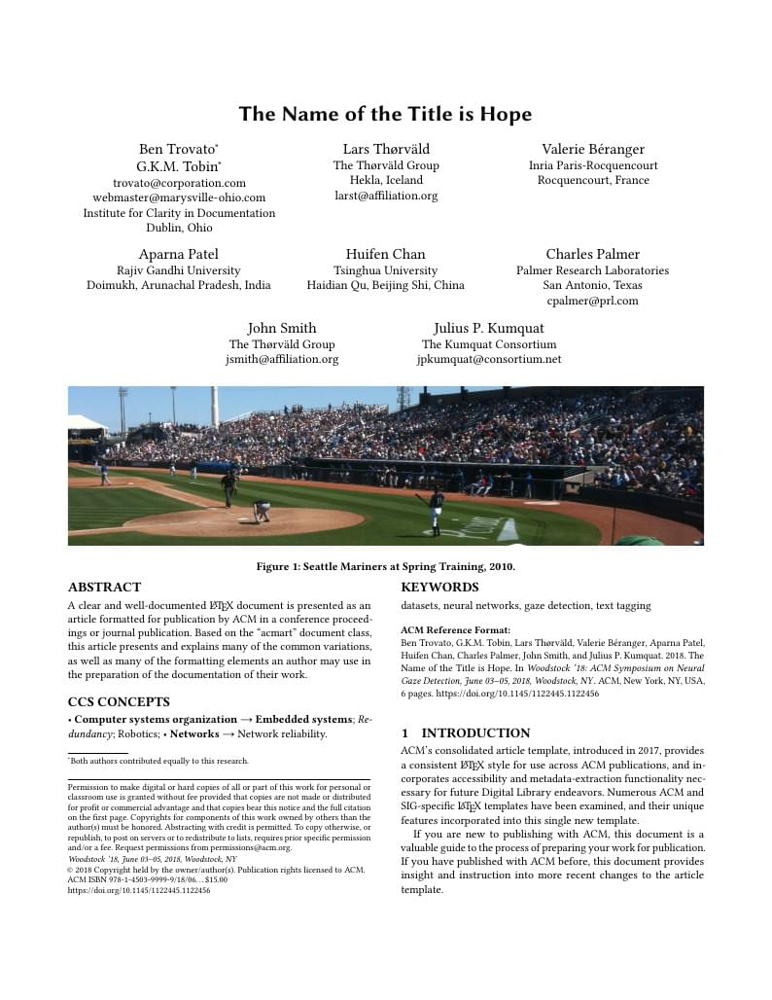 The Name of the Title is Hope
Ben Trovato*
G.K.M. Tobin*
trovato@corporation.com
webmaster@marysville-ohio.com
Institute for Clarity in Documentation
Dublin, Ohio
Lars Thørväld
The Thørväld Group
Hekla, Iceland
larst@affiliation.org
Valerie Béranger
Inria Paris-Rocquencourt
Rocquencourt, France
Aparna Patel
Rajiv Gandhi University
Doimukh, Arunachal Pradesh, India
Huifen Chan
Tsinghua University
Haidian Qu, Beijing Shi, China
Charles Palmer
Palmer Research Laboratories
San Antonio, Texas
cpalmer@prl.com
John Smith
The Thørväld Group
jsmith@affiliation.org
Julius P. Kumquat
The Kumquat Consortium
jpkumquat@consortium.net
Figure 1: Seattle Mariners at Spring Training, 2010.
ABSTRACT
A clear and well-documented LATEX document is presented as an
article formatted for publication by ACM in a conference proceed-
ings or journal publication. Based on the “acmart” document class,
this article presents and explains many of the common variations,
as well as many of the formatting elements an author may use in
the preparation of the documentation of their work.
CCS CONCEPTS
• Computer systems organization → Embedded systems; Re-
dundancy; Robotics; • Networks → Network reliability.
*Both authors contributed equally to this research.
Permission to make digital or hard copies of all or part of this work for personal or
classroom use is granted without fee provided that copies are not made or distributed
for profit or commercial advantage and that copies bear this notice and the full citation
on the first page. Copyrights for components of this work owned by others than the
author(s) must be honored. Abstracting with credit is permitted. To copy otherwise, or
republish, to post on servers or to redistribute to lists, requires prior specific permission
and/or a fee. Request permissions from permissions@acm.org.
Woodstock ’18, June 03–05, 2018, Woodstock, NY
© 2018 Copyright held by the owner/author(s). Publication rights licensed to ACM.
ACM ISBN 978-1-4503-9999-9/18/06...$15.00
https://doi.org/10.1145/1122445.1122456
KEYWORDS
datasets, neural networks, gaze detection, text tagging
ACM Reference Format:
Ben Trovato, G.K.M. Tobin, Lars Thørväld, Valerie Béranger, Aparna Patel,
Huifen Chan, Charles Palmer, John Smith, and Julius P. Kumquat. 2018. The
Name of the Title is Hope. In Woodstock ’18: ACM Symposium on Neural
Gaze Detection, June 03–05, 2018, Woodstock, NY. ACM, New York, NY, USA,
6 pages. https://doi.org/10.1145/1122445.1122456
1 INTRODUCTION
ACM’s consolidated article template, introduced in 2017, provides
a consistent LATEX style for use across ACM publications, and in-
corporates accessibility and metadata-extraction functionality nec-
essary for future Digital Library endeavors. Numerous ACM and
SIG-specific LATEX templates have been examined, and their unique
features incorporated into this single new template.
If you are new to publishing with ACM, this document is a
valuable guide to the process of preparing your work for publication.
If you have published with ACM before, this document provides
insight and instruction into more recent changes to the article
template.